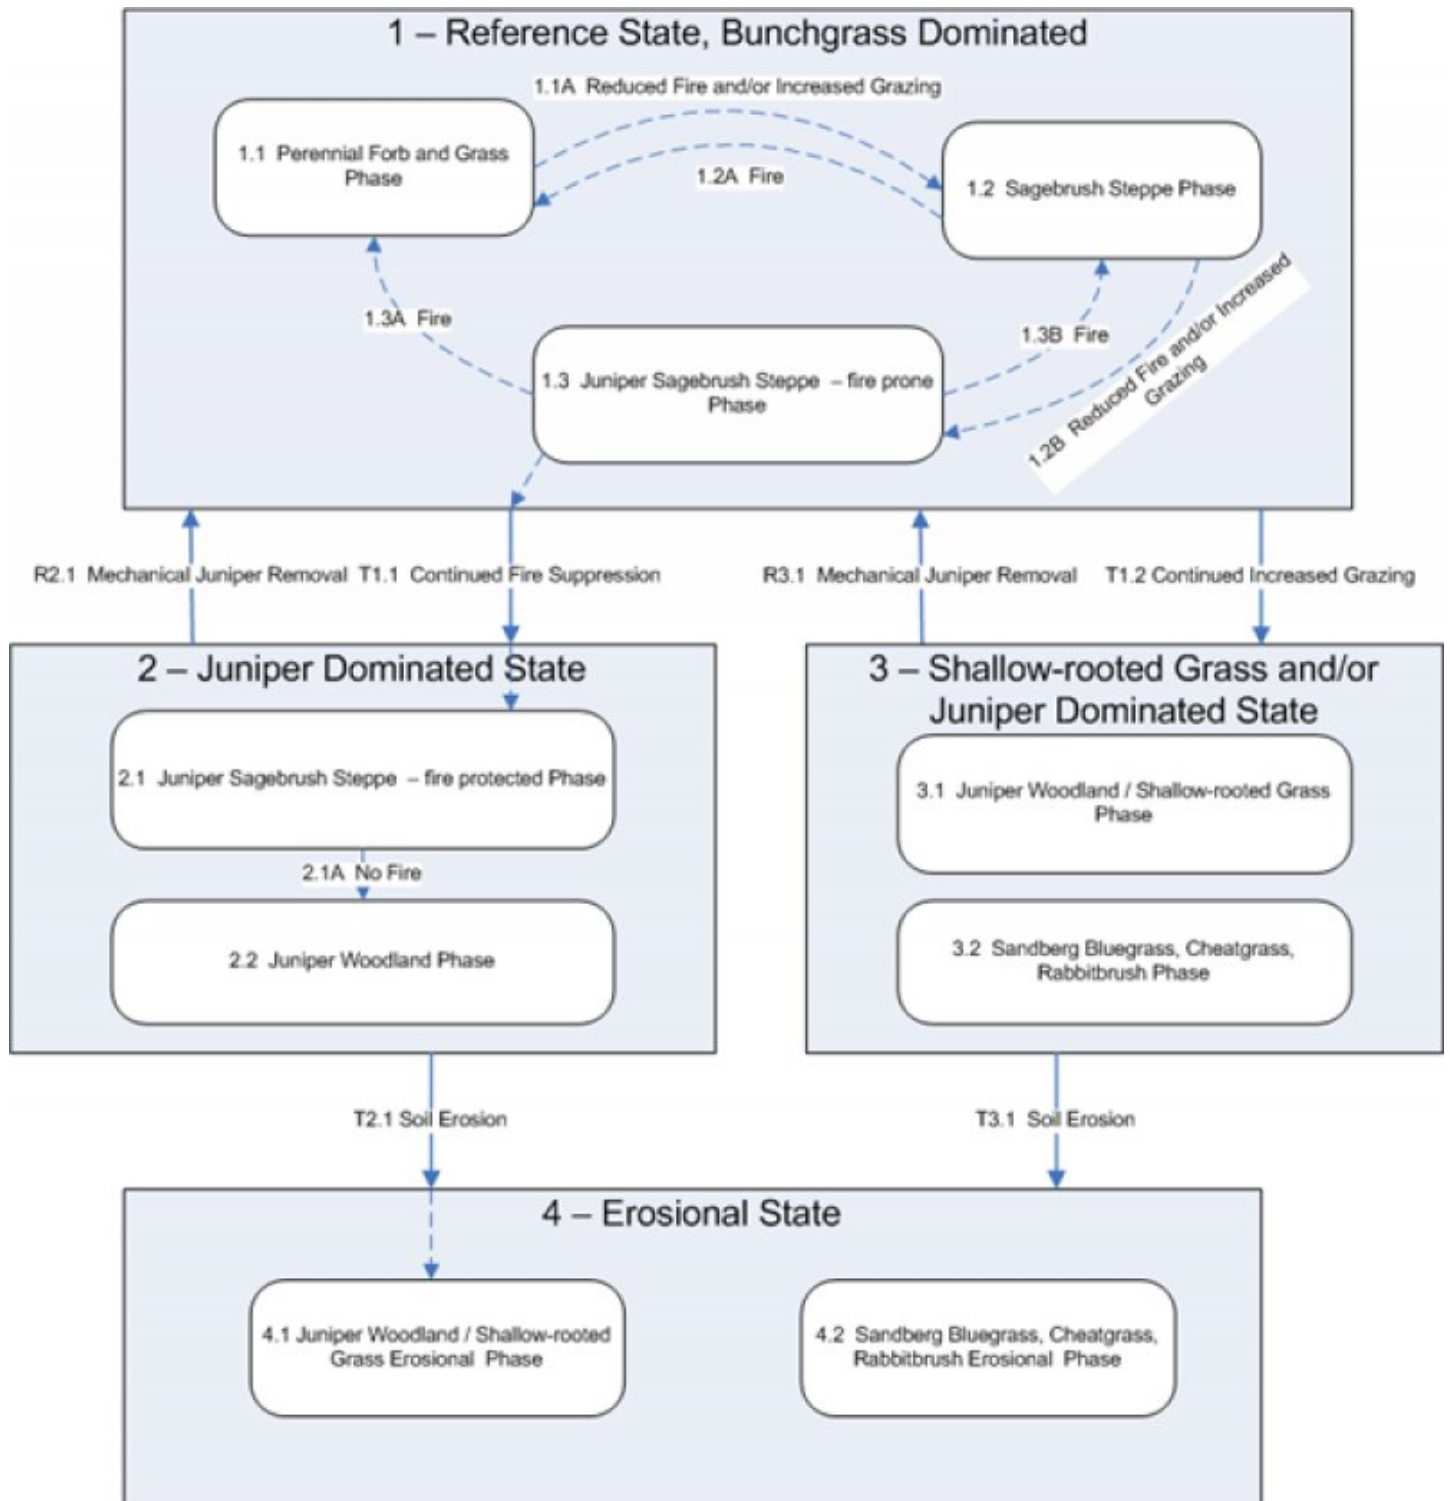 1 – Reference State, Bunchgrass Dominated
1.1A Reduced Fire and/or Increased Grazing
1.1 Perennial Forb and Grass
Phase
1.2A Fire
1.2 Sagebrush Steppe Phase
1.3A Fire
1.3B Fire
1.2B Reduced Fire and/or Increased
Grazing
1.3 Juniper Sagebrush Steppe – fire prone
Phase
R2.1 Mechanical Juniper Removal
T1.1 Continued Fire Suppression
R3.1 Mechanical Juniper Removal
T1.2 Continued Increased Grazing
2 – Juniper Dominated State
2.1 Juniper Sagebrush Steppe – fire protected Phase
2.1A No Fire
2.2 Juniper Woodland Phase
3 – Shallow-rooted Grass and/or
Juniper Dominated State
3.1 Juniper Woodland / Shallow-rooted Grass
Phase
3.2 Sandberg Bluegrass, Cheatgrass,
Rabbitbrush Phase
T2.1 Soil Erosion
T3.1 Soil Erosion
4 – Erosional State
4.1 Juniper Woodland / Shallow-rooted
Grass Erosional Phase
4.2 Sandberg Bluegrass, Cheatgrass,
Rabbitbrush Erosional Phase